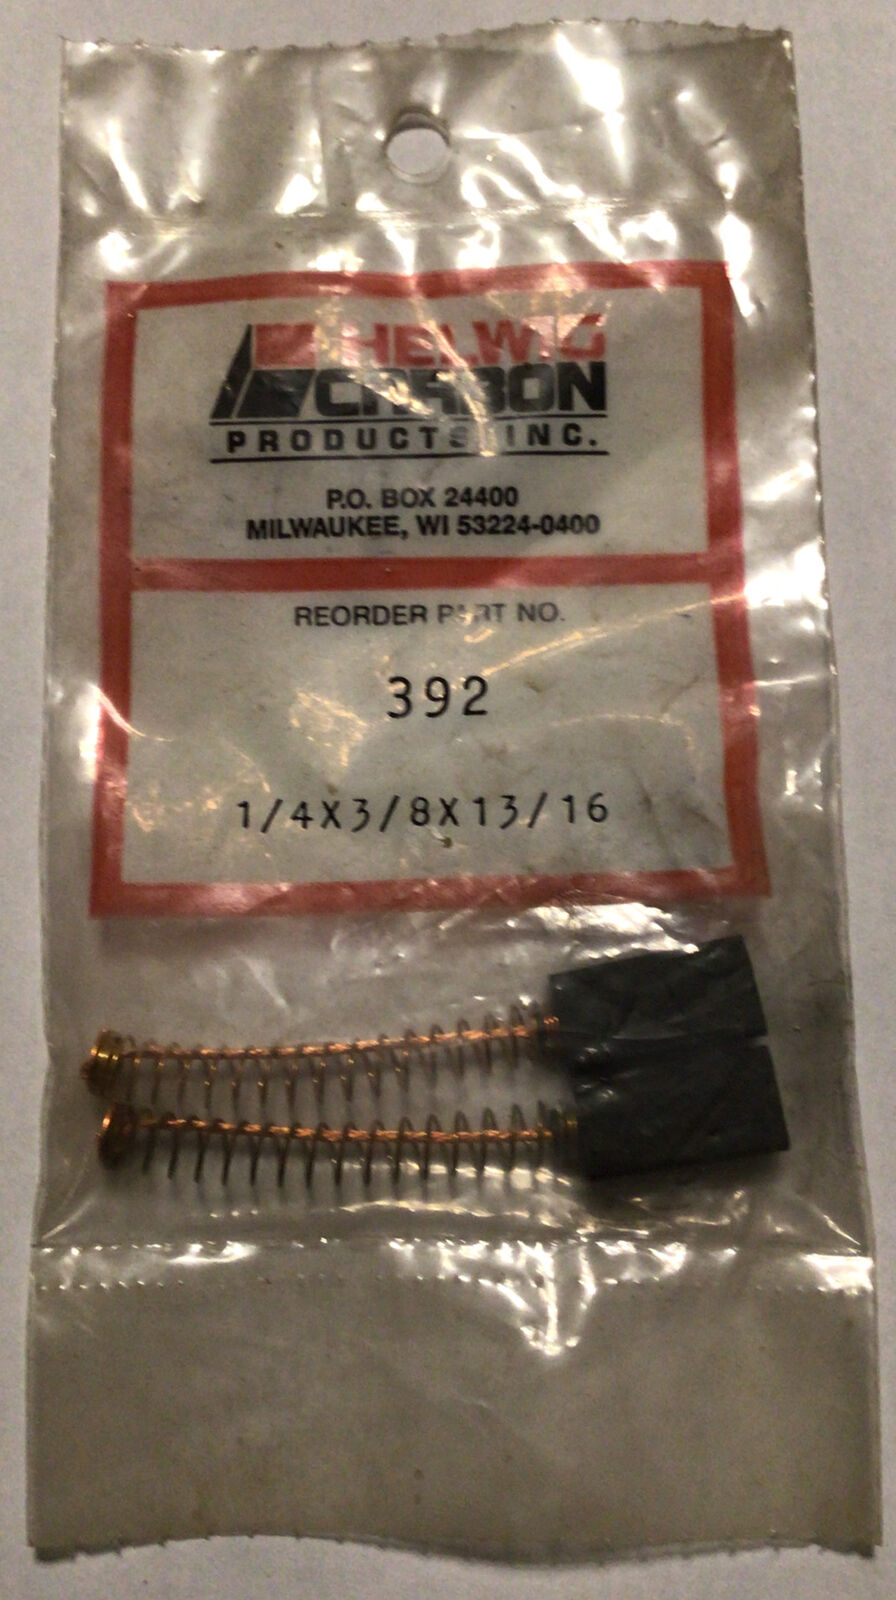 HELWIG
CARBON
PRODUCTS, INC.
P.O. BOX 24400
MILWAUKEE, WI 53224-0400
REORDER PART NO.
392
1/4X3/8X13/16